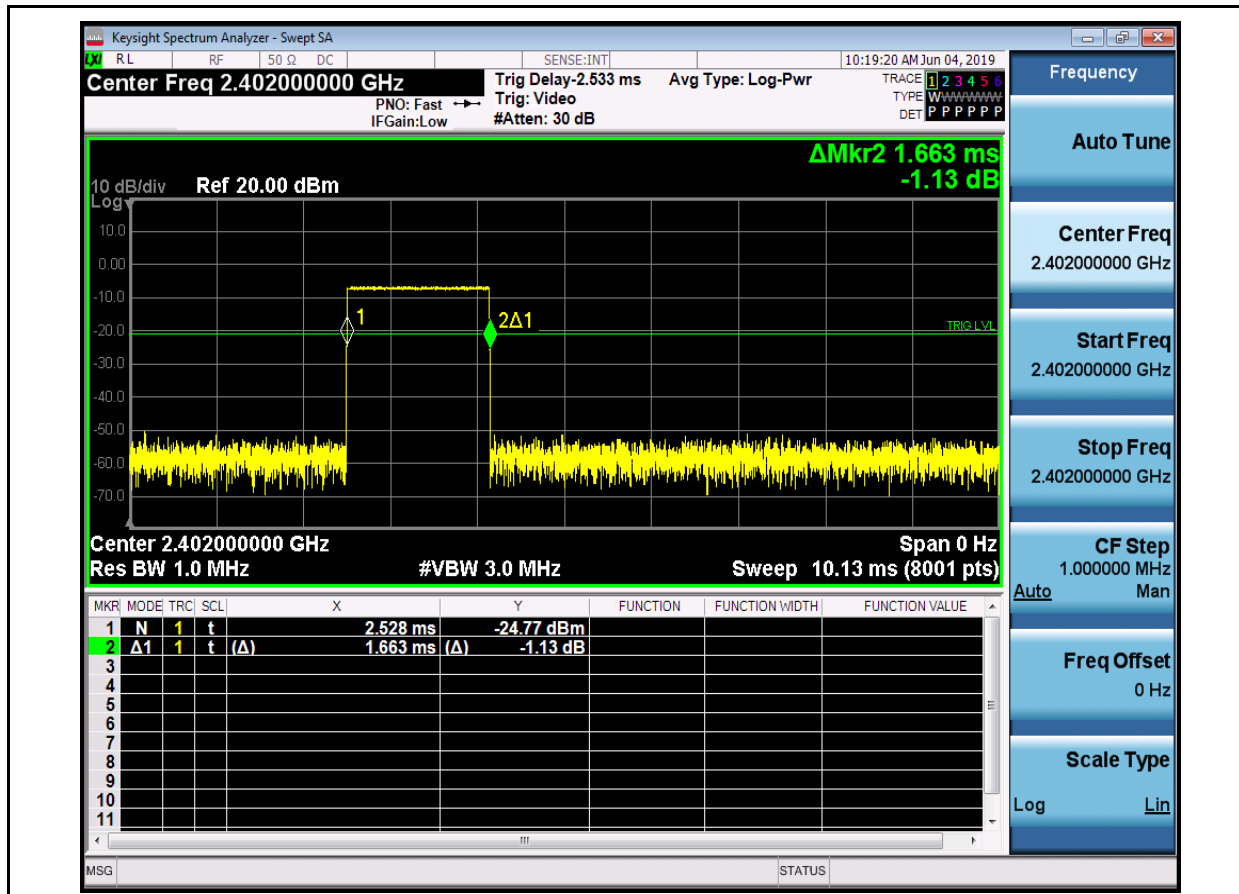 Keysight Spectrum Analyzer - Swept SA
LXI RL RF 50 Ω DC SENSE:INT 10:19:20 AM Jun 04, 2019
Center Freq 2.402000000 GHz
PNO: Fast
IFGain:Low
Trig Delay-2.533 ms
Trig: Video
#Atten: 30 dB
Avg Type: Log-Pwr
TRACE 1 2 3 4 5 6
TYPE WWWWWW
DET P P P P P P
ΔMkr2 1.663 ms
-1.13 dB
10 dB/div Ref 20.00 dBm
Log
10.0
0.00
-10.0
-20.0
-30.0
-40.0
-50.0
-60.0
-70.0
1
2Δ1
TRIG LVL
Center 2.402000000 GHz Span 0 Hz
Res BW 1.0 MHz #VBW 3.0 MHz Sweep 10.13 ms (8001 pts)
MKR MODE TRC SCL X Y FUNCTION FUNCTION WIDTH FUNCTION VALUE
1 N 1 t 2.528 ms -24.77 dBm
2 Δ1 1 t (Δ) 1.663 ms (Δ) -1.13 dB
3
4
5
6
7
8
9
10
11
MSG STATUS
Frequency
Auto Tune
Center Freq
2.402000000 GHz
Start Freq
2.402000000 GHz
Stop Freq
2.402000000 GHz
CF Step
1.000000 MHz
Auto Man
Freq Offset
0 Hz
Scale Type
Log Lin